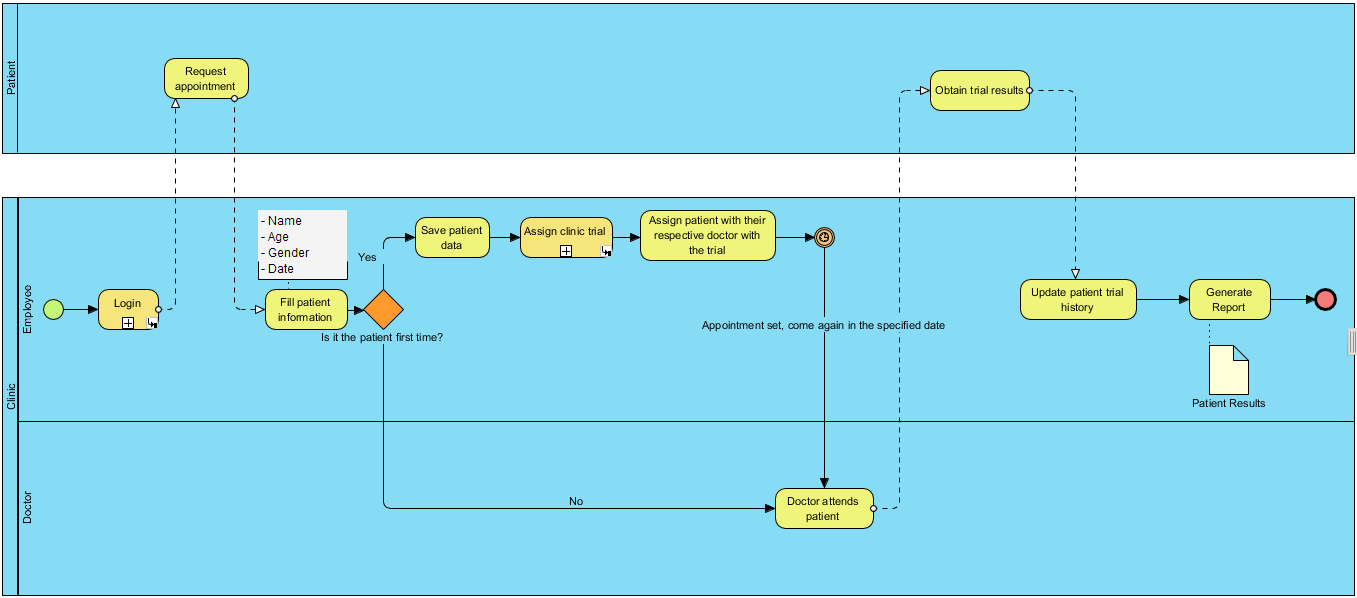 Patient
Request
appointment
Obtain trial results
Clinic
Employee
Login
- Name
- Age
- Gender
- Date
Fill patient
information
Is it the patient first time?
Yes
Save patient
data
Assign clinic trial
Assign patient with their
respective doctor with
the trial
Appointment set, come again in the specified date
Update patient trial
history
Generate
Report
Patient Results
Doctor
No
Doctor attends
patient